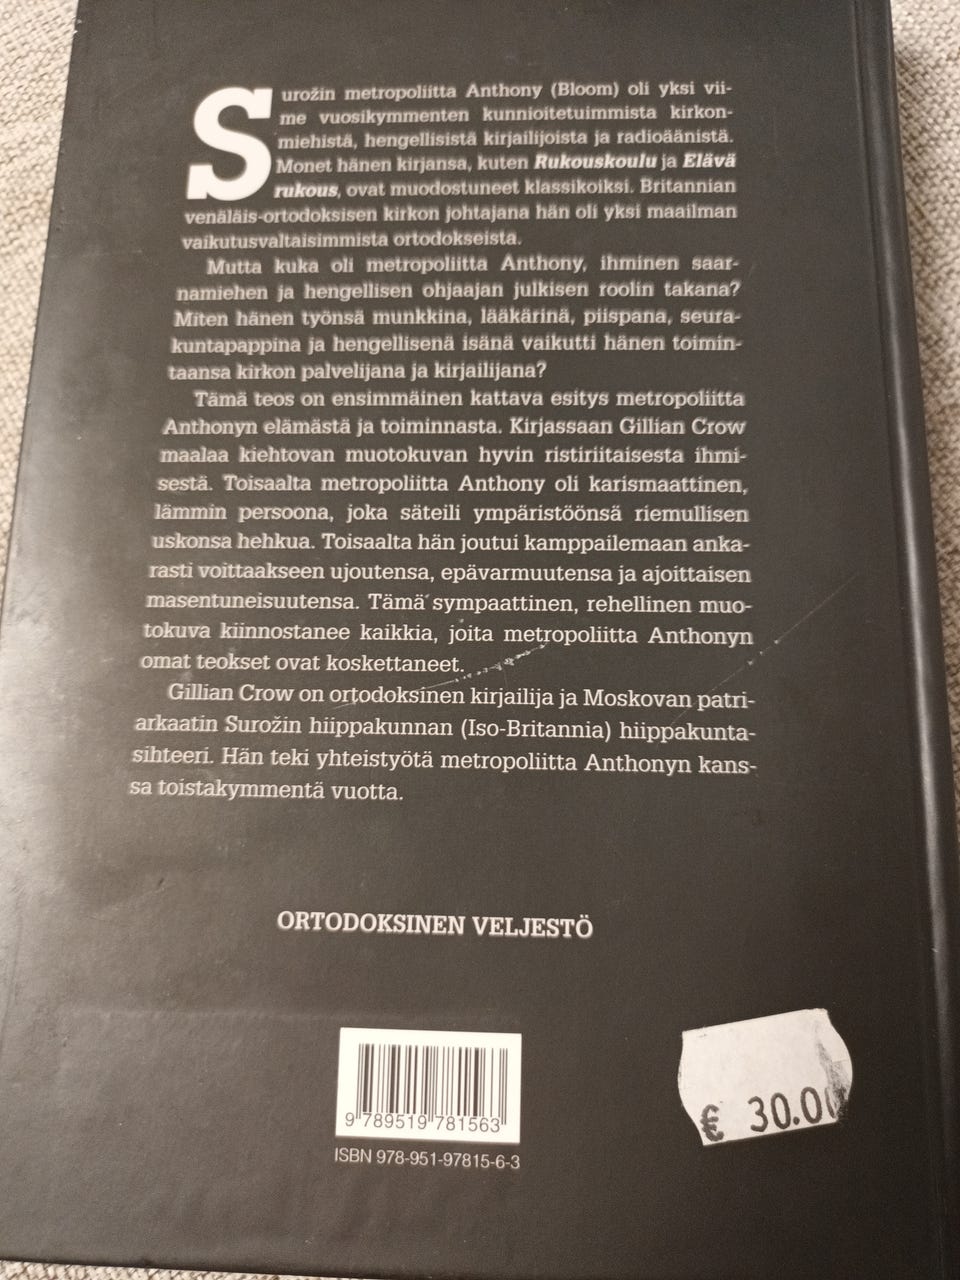 Surožin metropoliitta Anthony (Bloom) oli yksi vii-
me vuosikymmenten kunnioitetuimmista kirkon-
miehistä, hengellisistä kirjailijoista ja radioäänistä.
Monet hänen kirjansa, kuten Rukouskoulu ja Elävä
rukous, ovat muodostuneet klassikoiksi. Britannian
venäläis-ortodoksisen kirkon johtajana hän oli yksi maailman
vaikutusvaltaisimmista ortodokseista.
Mutta kuka oli metropoliitta Anthony, ihminen saar-
namiehen ja hengellisen ohjaajan julkisen roolin takana?
Miten hänen työnsä munkkina, lääkärinä, piispana, seura-
kuntapappina ja hengellisenä isänä vaikutti hänen toimin-
taansa kirkon palvelijana ja kirjailijana?
Tämä teos on ensimmäinen kattava esitys metropoliitta
Anthonyn elämästä ja toiminnasta. Kirjassaan Gillian Crow
maalaa kiehtovan muotokuvan hyvin ristiriitaisesta ihmi-
sestä. Toisaalta metropoliitta Anthony oli karismaattinen,
lämmin persoona, joka säteili ympäristöönsä riemullisen
uskonsa hehkua. Toisaalta hän joutui kamppailemaan anka-
rasti voittaakseen ujoutensa, epävarmuutensa ja ajoittaisen
masentuneisuutensa. Tämä sympaattinen, rehellinen muo-
tokuva kiinnostanee kaikkia, joita metropoliitta Anthonyn
omat teokset ovat koskettaneet.
Gillian Crow on ortodoksinen kirjailija ja Moskovan patri-
arkaatin Surožin hiippakunnan (Iso-Britannia) hiippakunta-
sihteeri. Hän teki yhteistyötä metropoliitta Anthonyn kans-
sa toistakymmentä vuotta.
ORTODOKSINEN VELJESTÖ
9 789519 781563
ISBN 978-951-97815-6-3
€ 30.00